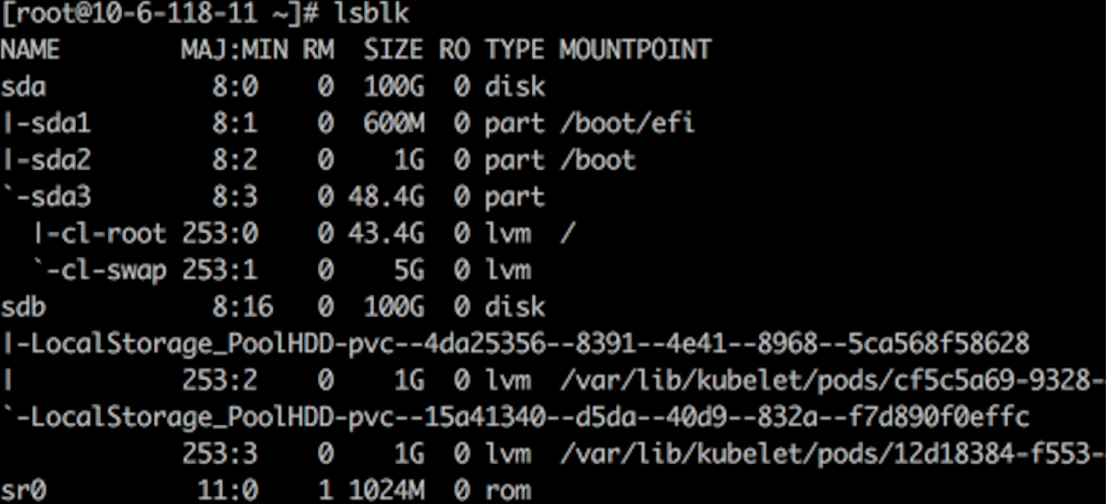 [root@10-6-118-11 ~]# lsblk
NAME        MAJ:MIN RM   SIZE RO TYPE MOUNTPOINT
sda           8:0    0   100G  0 disk
|-sda1        8:1    0   600M  0 part /boot/efi
|-sda2        8:2    0     1G  0 part /boot
`-sda3        8:3    0  48.4G  0 part
  |-cl-root 253:0    0  43.4G  0 lvm  /
  `-cl-swap 253:1    0     5G  0 lvm
sdb           8:16   0   100G  0 disk
|-LocalStorage_PoolHDD-pvc--4da25356--8391--4e41--8968--5ca568f58628
|           253:2    0     1G  0 lvm  /var/lib/kubelet/pods/cf5c5a69-9328-
`-LocalStorage_PoolHDD-pvc--15a41340--d5da--40d9--832a--f7d890f0effc
            253:3    0     1G  0 lvm  /var/lib/kubelet/pods/12d18384-f553-
sr0          11:0    1  1024M  0 rom